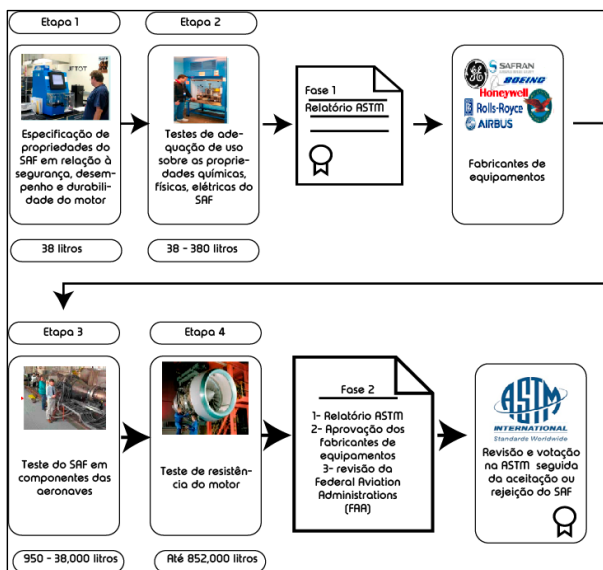 Etapa 1
JFTOT
Especificação de
propriedades do
SAF em relação à
segurança, desem-
penho e durabili-
dade do motor
38 litros
Etapa 2
Testes de ade-
quação de uso
sobre as proprie-
dades químicas,
físicas, elétricas do
SAF
38 - 380 litros
Fase 1
Relatório ASTM
GE
SAFRAN
BOEING
Honeywell
Rolls-Royce
AIRBUS
Fabricantes de
equipamentos
Etapa 3
Teste do SAF em
componentes das
aeronaves
950 - 38,000 litros
Etapa 4
Teste de resistên-
cia do motor
Até 852,000 litros
Fase 2
1- Relatório ASTM
2- Aprovação dos
fabricantes de
equipamentos
3- revisão da
Federal Aviation
Administrations
(FAA)
ASTM
INTERNATIONAL
Standards Worldwide
Revisão e votação
na ASTM seguida
da aceitação ou
rejeição do SAF